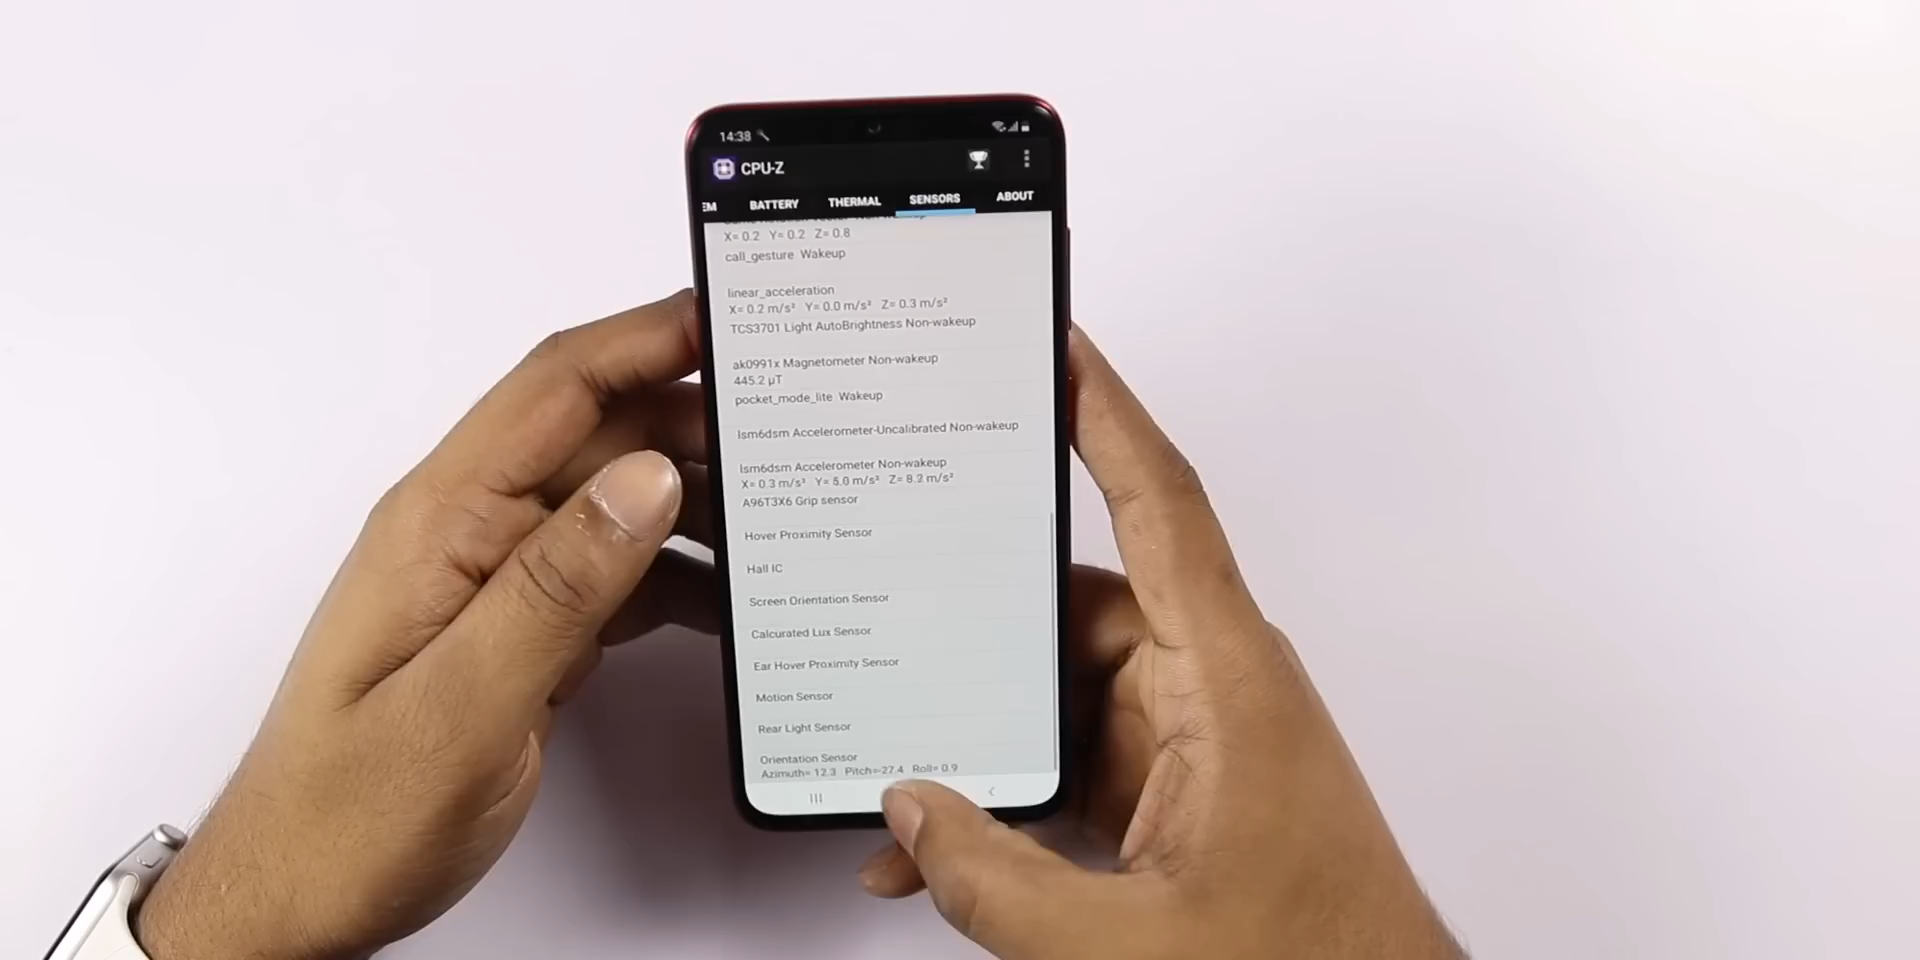 14:38
CPU-Z
EM BATTERY THERMAL SENSORS ABOUT
X= 0.2 Y= 0.2 Z= 0.8
call_gesture Wakeup
linear_acceleration
X= 0.2 m/s² Y= 0.0 m/s² Z= 0.3 m/s²
TCS3701 Light AutoBrightness Non-wakeup
ak0991x Magnetometer Non-wakeup
445.2 µT
pocket_mode_lite Wakeup
lsm6dsm Accelerometer-Uncalibrated Non-wakeup
lsm6dsm Accelerometer Non-wakeup
X= 0.3 m/s² Y= 5.0 m/s² Z= 8.2 m/s²
A96T3X6 Grip sensor
Hover Proximity Sensor
Hall IC
Screen Orientation Sensor
Calcurated Lux Sensor
Ear Hover Proximity Sensor
Motion Sensor
Rear Light Sensor
Orientation Sensor
Azimuth= 12.3 Pitch=-27.4 Roll= 0.9